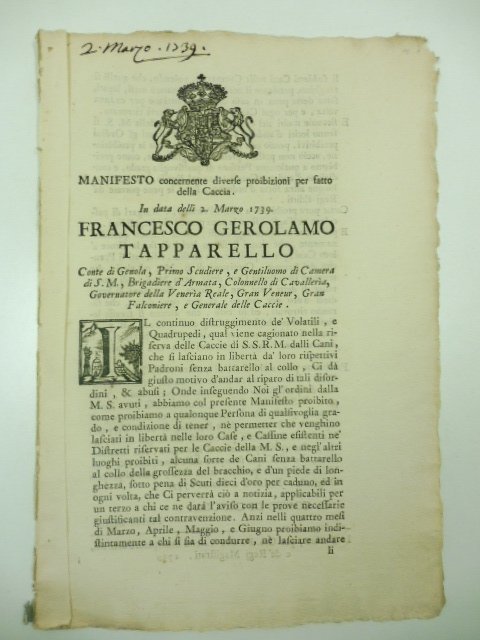 2. Marzo. 1739.
MANIFESTO concernente diverse proibizioni per fatto
della Caccia.
In data delli 2. Marzo 1739.
FRANCESCO GEROLAMO
TAPPARELLO
Conte di Genola, Primo Scudiere, e Gentiluomo di Camera
di S. M., Brigadiere d'Armata, Colonnello di Cavalleria,
Governatore della Veneria Reale, Gran Veneur, Gran
Falconiere, e Generale delle Caccie.
IL continuo distruggimento de' Volatili, e
Quadrupedi, qual viene cagionato nella ri-
serva delle Caccie di S. S. R. M. dalli Cani,
che si lasciano in libertà da' loro rispettivi
Padroni senza battarello al collo, Ci dà
giusto motivo d'andar al riparo di tali disor-
dini, & abusi; Onde inseguendo Noi gl'ordini dalla
M. S. avuti, abbiamo col presente Manifesto proibito,
come proibiamo a qualonque Persona di qualsivoglia gra-
do, e condizione di tener, nè permetter che venghino
lasciati in libertà nelle loro Case, e Cassine esistenti ne'
Distretti riservati per le Caccie della M. S., e negl'altri
luoghi proibiti, alcuna sorte de Cani senza battarello
al collo della grossezza del bracchio, e d'un piede di lon-
ghezza, sotto pena di Scuti dieci d'oro per caduno, ed in
ogni volta, che Ci perverrà ciò a notizia, applicabili per
un terzo a chi ce ne darà l'aviso con le prove necessarie
giustificanti tal contravenzione. Anzi nelli quattro mesi
di Marzo, Aprile, Maggio, e Giugno proibiamo indi-
stintamente a chi si sia di condurre, nè lasciare andare
li